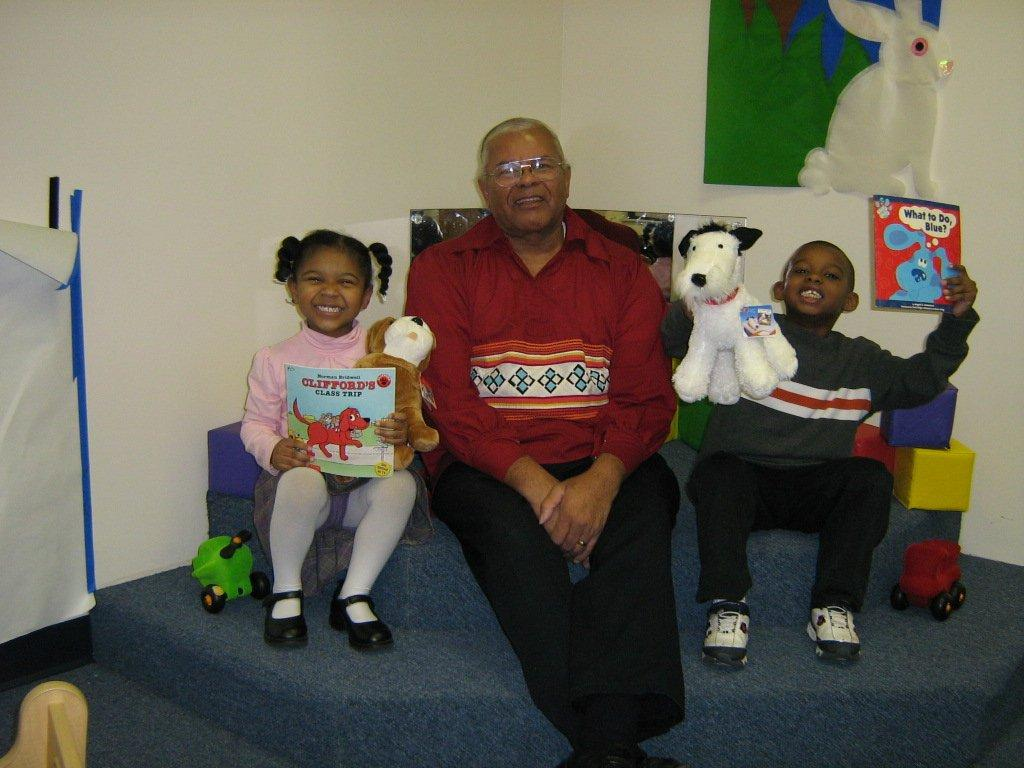 Norman Bridwell
CLIFFORD'S
CLASS TRIP
What to Do,
Blue?